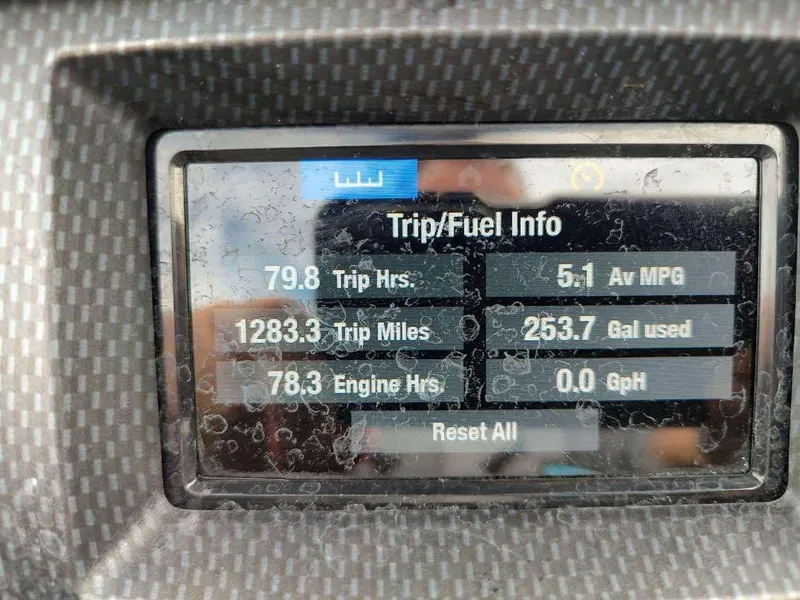 Trip/Fuel Info
79.8 Trip Hrs. 5.1 Av MPG
1283.3 Trip Miles 253.7 Gal used
78.3 Engine Hrs. 0.0 GpH
Reset All